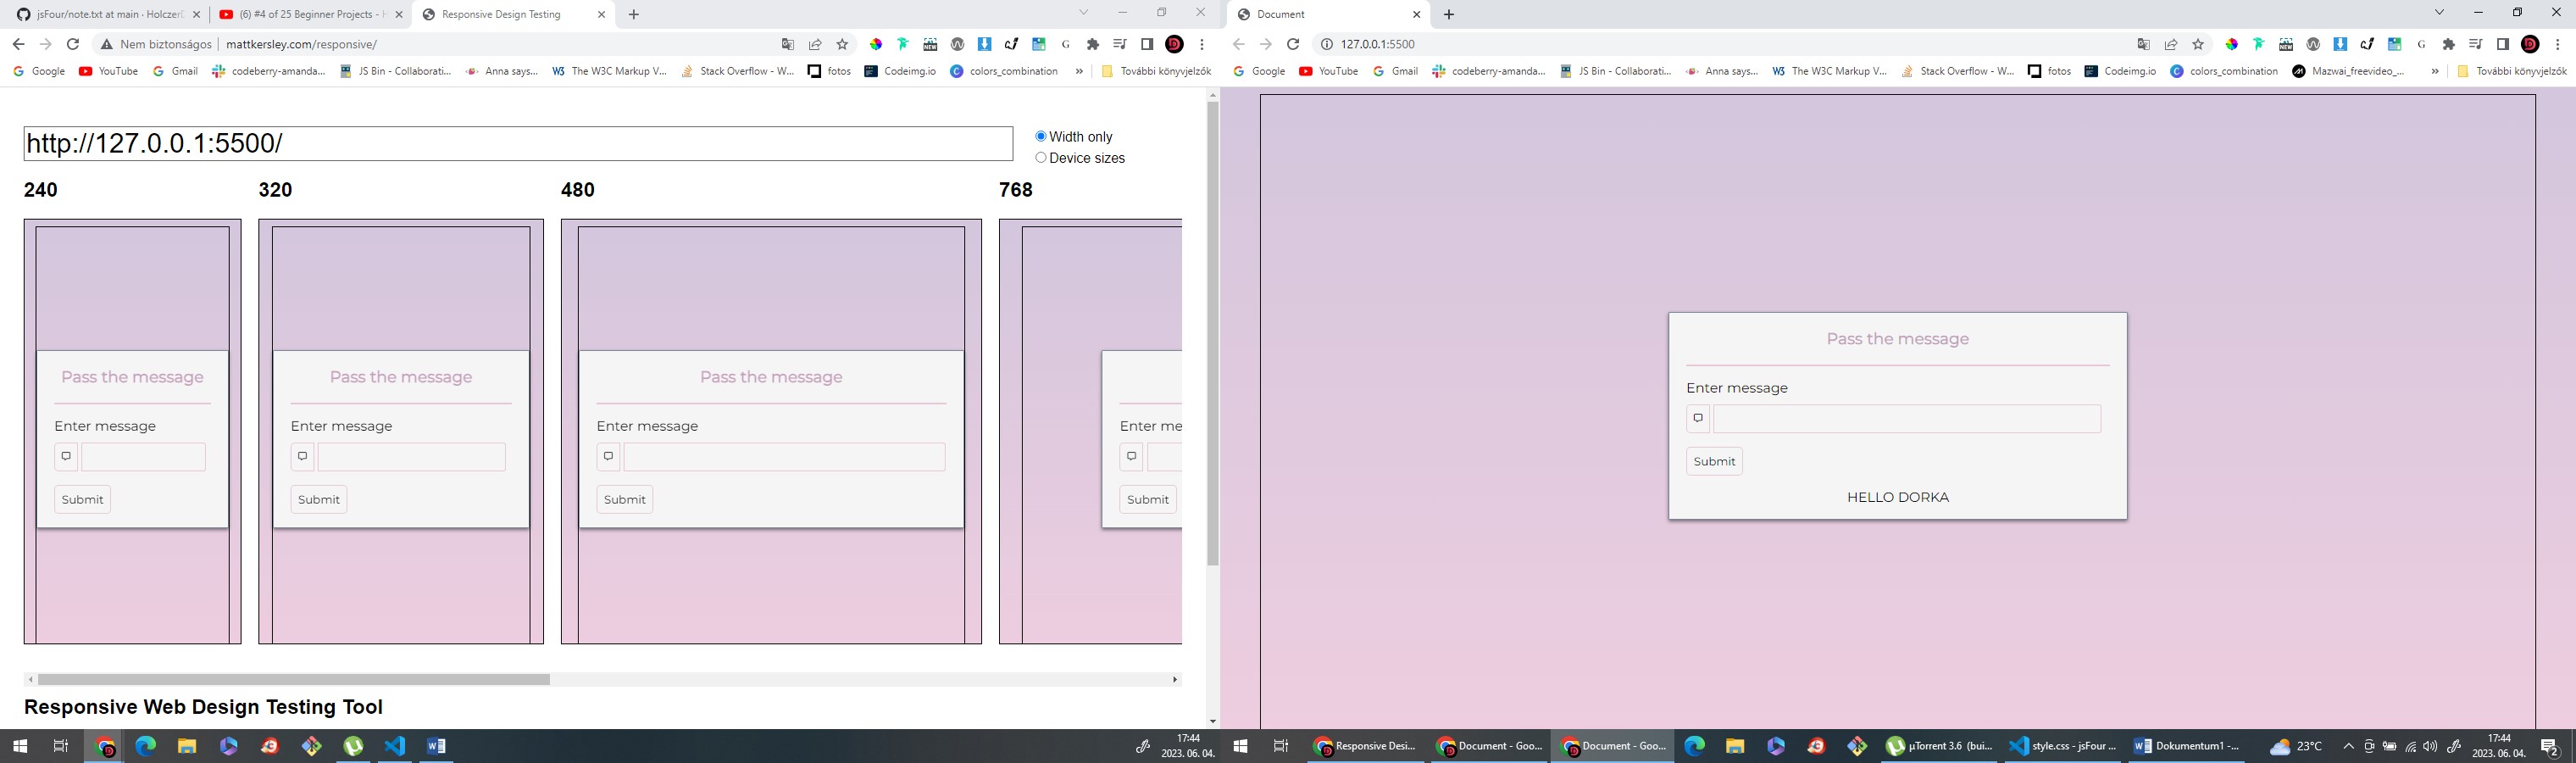 jsFour/note.txt at main · Holczer
(6) #4 of 25 Beginner Projects - H
Responsive Design Testing
Nem biztonságos
mattkersley.com/responsive/
Google
YouTube
Gmail
codeberry-amanda...
JS Bin - Collaborati...
Anna says...
The W3C Markup V...
Stack Overflow - W...
fotos
Codeimg.io
colors_combination
»
További könyvjelzők
http://127.0.0.1:5500/
Width only
Device sizes
240
320
480
768
Pass the message
Enter message
Submit
Pass the message
Enter message
Submit
Pass the message
Enter message
Submit
Enter me
Submit
Responsive Web Design Testing Tool
17:44
2023. 06. 04.
Document
127.0.0.1:5500
Google
YouTube
Gmail
codeberry-amanda...
JS Bin - Collaborati...
Anna says...
The W3C Markup V...
Stack Overflow - W...
fotos
Codeimg.io
colors_combination
Mazwai_freevideo_...
»
További könyvjelzők
Pass the message
Enter message
Submit
HELLO DORKA
Responsive Desi...
Document - Goo...
Document - Goo...
µTorrent 3.6 (bui...
style.css - jsFour ...
Dokumentum1 -...
23°C
17:44
2023. 06. 04.
2